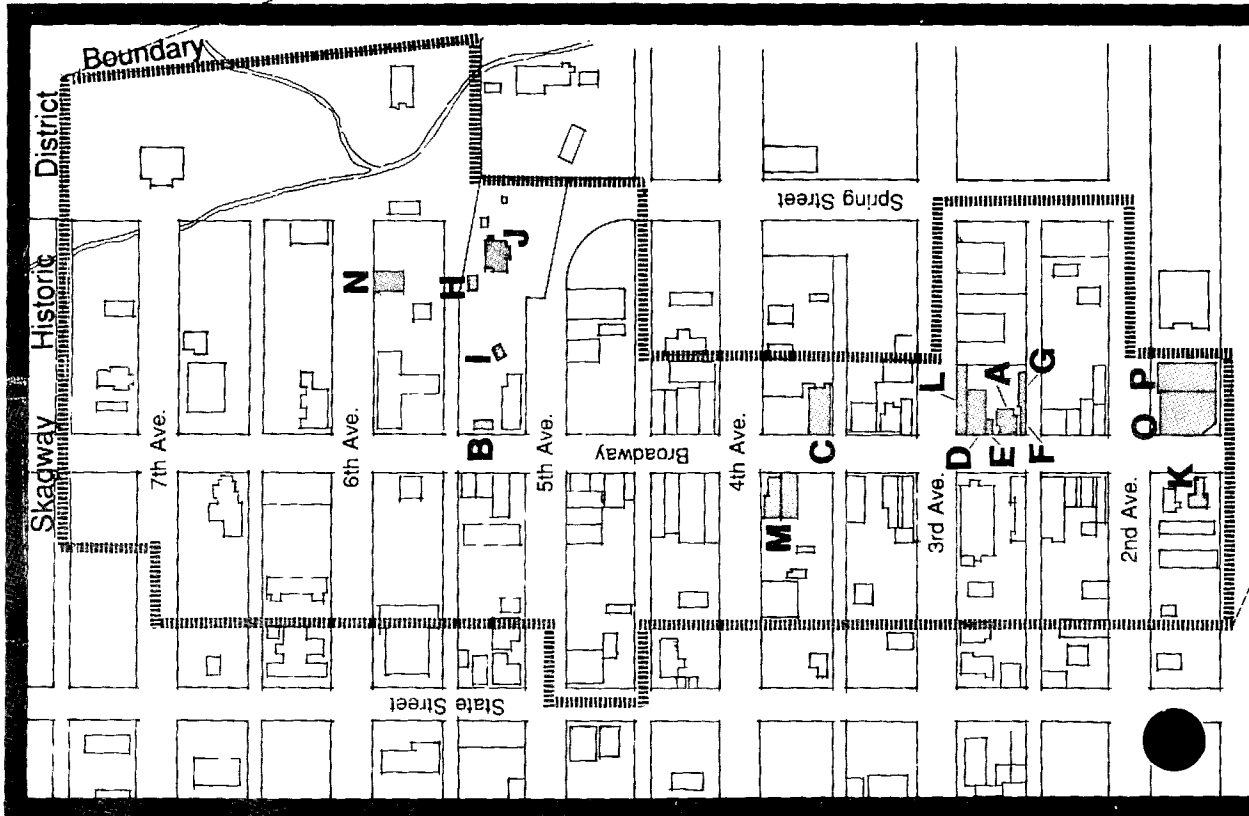 Skagway Historic District
Boundary
7th Ave.
6th Ave.
5th Ave.
4th Ave.
3rd Ave.
2nd Ave.
Spring Street
Broadway
State Street
N
H
J
I
B
L
A
G
C
D
E
F
P
O
K
M